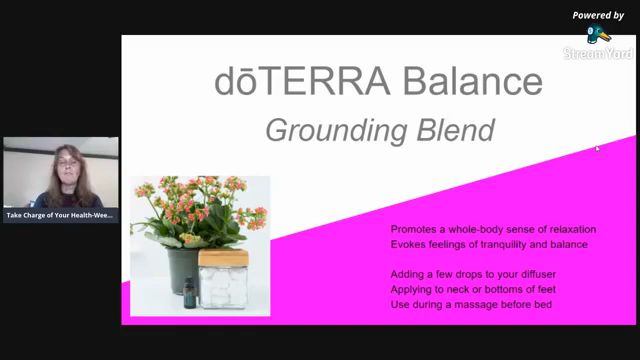 Powered by
StreamYard
dōTERRA Balance
Grounding Blend
Take Charge of Your Health-Wee...
Promotes a whole-body sense of relaxation
Evokes feelings of tranquility and balance
Adding a few drops to your diffuser
Applying to neck or bottoms of feet
Use during a massage before bed